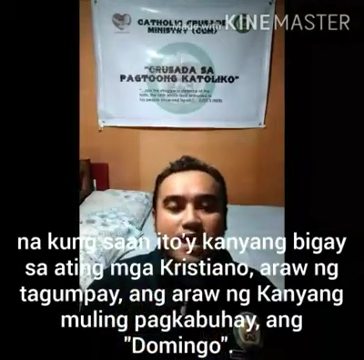 KINEMASTER
CATHOLIC CRUSADE
MINISTRY (CCM)
"CRUSADA SA
PAGTOONG KATOLIKO"
na kung saan ito'y kanyang bigay
sa ating mga Kristiano, araw ng
tagumpay, ang araw ng Kanyang
muling pagkabuhay, ang
"Domingo".